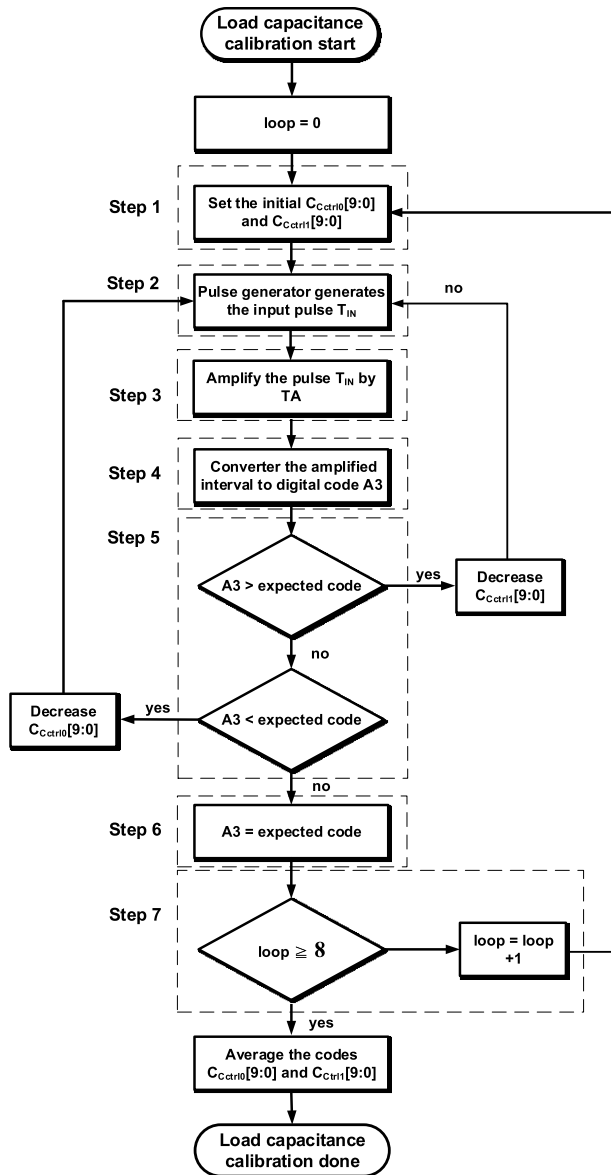 Load capacitance
calibration start
loop = 0
Step 1
Set the initial CCctrl0[9:0]
and CCctrl1[9:0]
Step 2
Pulse generator generates
the input pulse TIN
no
Step 3
Amplify the pulse TIN by
TA
Step 4
Converter the amplified
interval to digital code A3
Step 5
A3 > expected code
yes
Decrease
CCctrl1[9:0]
no
A3 < expected code
yes
Decrease
CCctrl0[9:0]
no
Step 6
A3 = expected code
Step 7
loop ≧ 8
loop = loop
+1
yes
Average the codes
CCctrl0[9:0] and CCtrl1[9:0]
Load capacitance
calibration done